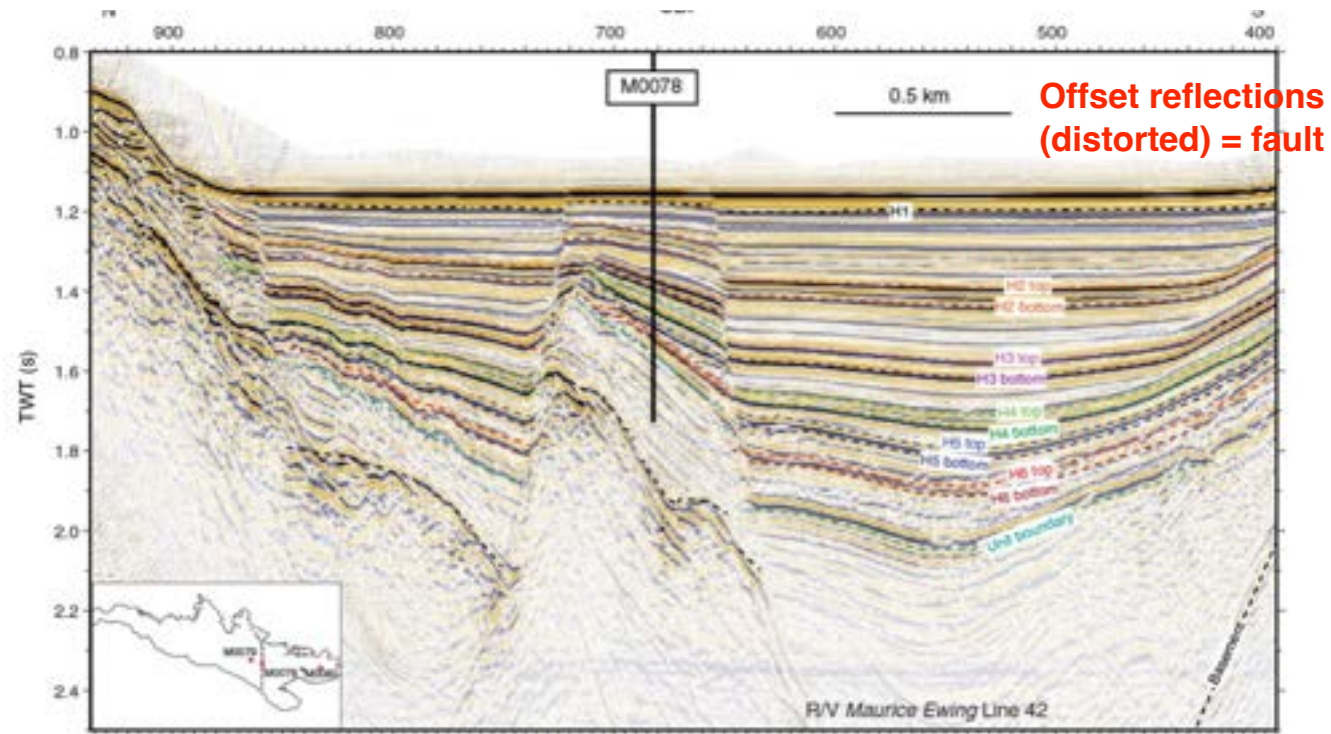 N
S
900
800
700
600
500
400
0.8
M0078
0.5 km
Offset reflections
(distorted) = fault
1.0
1.2
H1
1.4
H2 top
H2 bottom
TWT (s)
H3 top
H3 bottom
1.6
H4 top
H4 bottom
H5 top
H5 bottom
1.8
H6 top
H6 bottom
2.0
Unit boundary
2.2
M0079
M0078
Basement
2.4
R/V Maurice Ewing Line 42